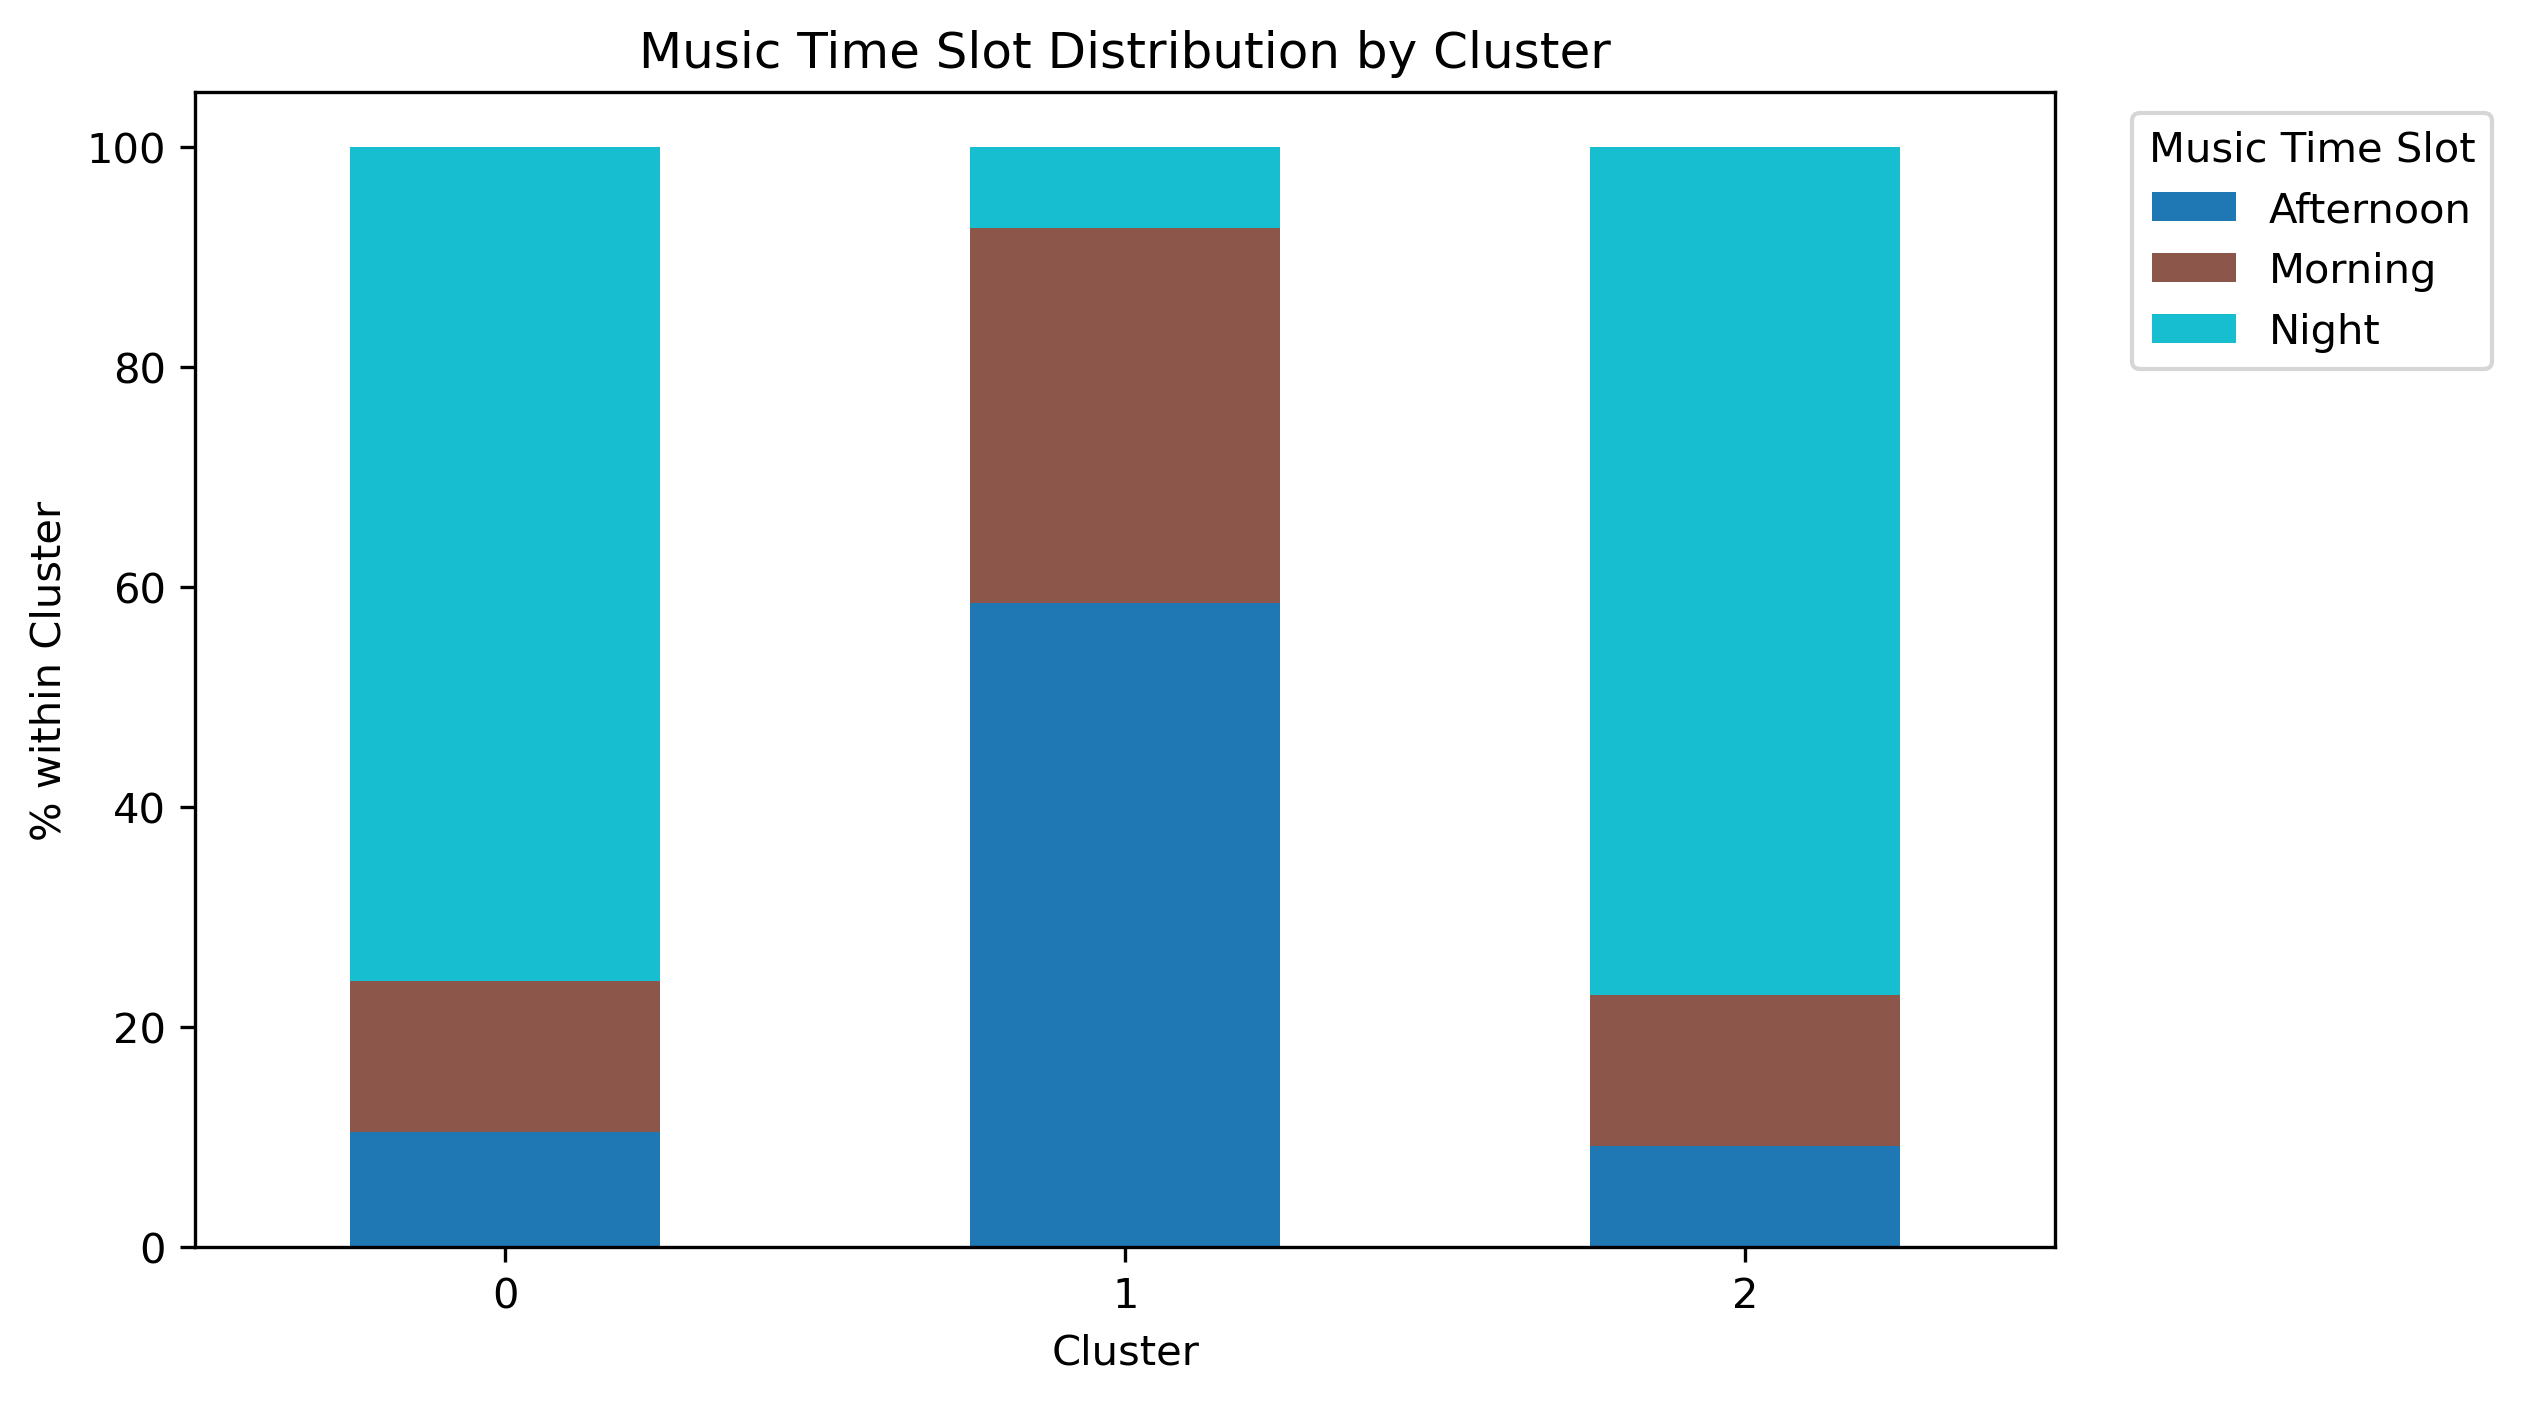 Music Time Slot Distribution by Cluster
% within Cluster
100
80
60
40
20
0
0
1
2
Cluster
Music Time Slot
Afternoon
Morning
Night